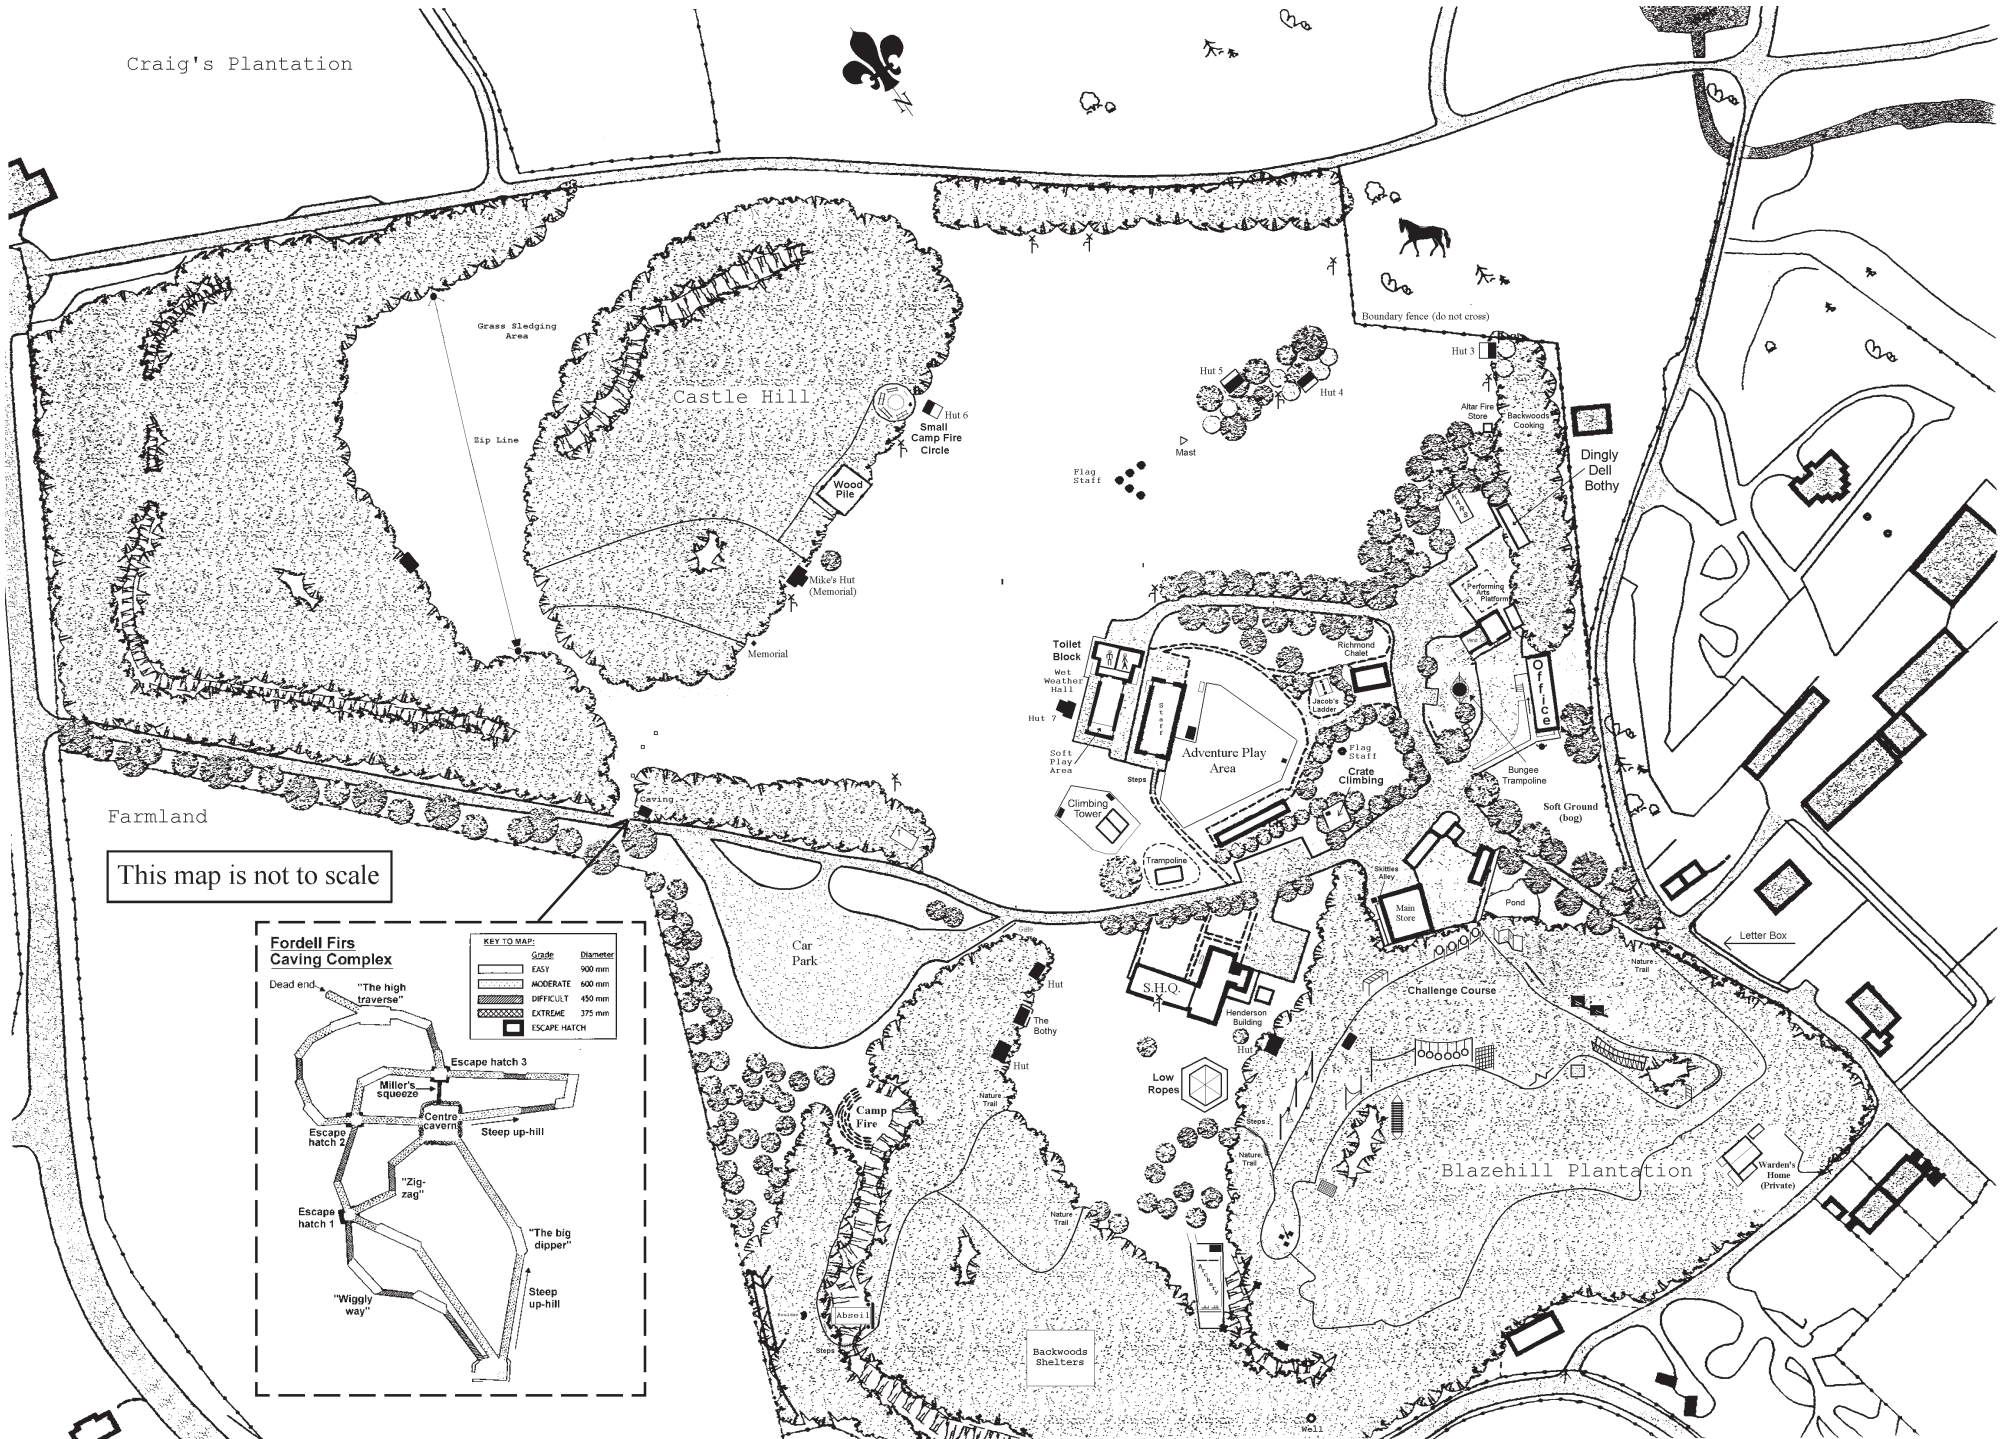 Craig's Plantation
N
Boundary fence (do not cross)
Grass Sledging
Area
Zip Line
Castle Hill
Hut 6
Small
Camp Fire
Circle
Wood
Pile
Mike's Hut
(Memorial)
Memorial
Hut 5
Hut 4
Hut 3
Mast
Flag
Staff
Altar Fire
Store
Backwoods
Cooking
Dingly
Dell
Bothy
Performing
Arts
Platform
Office
Richmond
Chalet
Jacob's
Ladder
Toilet
Block
Wet
Weather
Hall
Hut 7
Soft
Play
Area
Staff
Steps
Adventure Play
Area
Flag
Staff
Crate
Climbing
Bungee
Trampoline
Soft Ground
(bog)
Climbing
Tower
Trampoline
Caving
Farmland
This map is not to scale
Skittles
Alley
Main
Store
Pond
Letter Box
Nature
Trail
Car
Park
Gate
Hut
The
Bothy
Hut
S.H.Q.
Henderson
Building
Hut
Challenge Course
Low
Ropes
Nature
Trail
Camp
Fire
Steps
Nature
Trail
Blazehill Plantation
Warden's
Home
(Private)
Nature
Trail
Archery
Abseil
Steps
Backwoods
Shelters
Well
Fordell Firs
Caving Complex
KEY TO MAP:
Grade Diameter
EASY 900 mm
MODERATE 600 mm
DIFFICULT 450 mm
EXTREME 375 mm
ESCAPE HATCH
Dead end
"The high
traverse"
Escape hatch 3
Miller's
squeeze
Centre
cavern
Escape
hatch 2
Steep up-hill
"Zig-
zag"
Escape
hatch 1
"The big
dipper"
"Wiggly
way"
Steep
up-hill